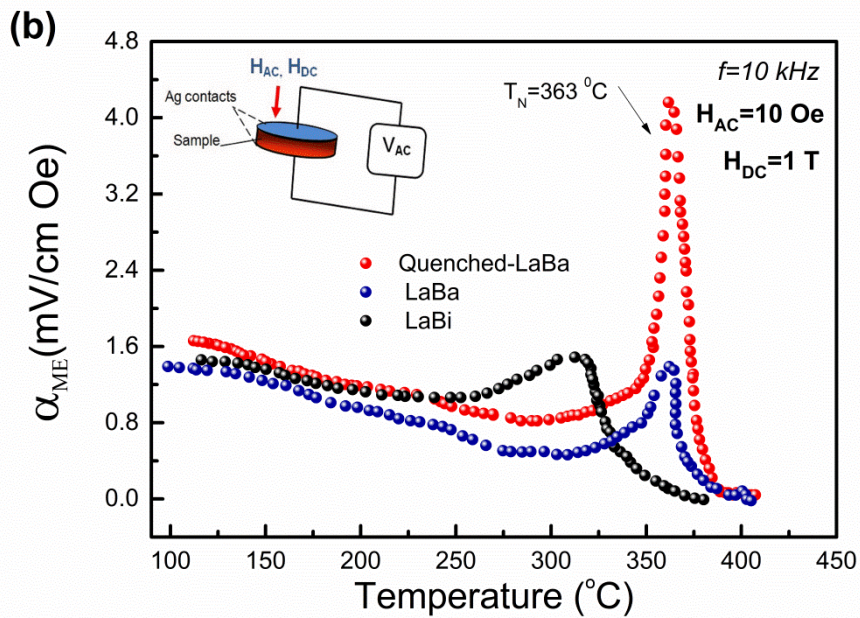 (b)
4.8
4.0
3.2
2.4
1.6
0.8
0.0
α_ME(mV/cm Oe)
H_AC, H_DC
Ag contacts
Sample
V_AC
T_N=363 ⁰C
f=10 kHz
H_AC=10 Oe
H_DC=1 T
Quenched-LaBa
LaBa
LaBi
100 150 200 250 300 350 400 450
Temperature (°C)